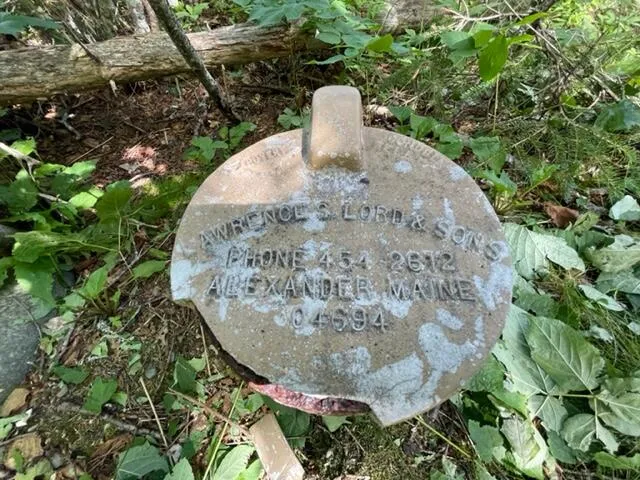 LAWRENCE S. LORD & SONS
PHONE 454-2612
ALEXANDER MAINE
04694